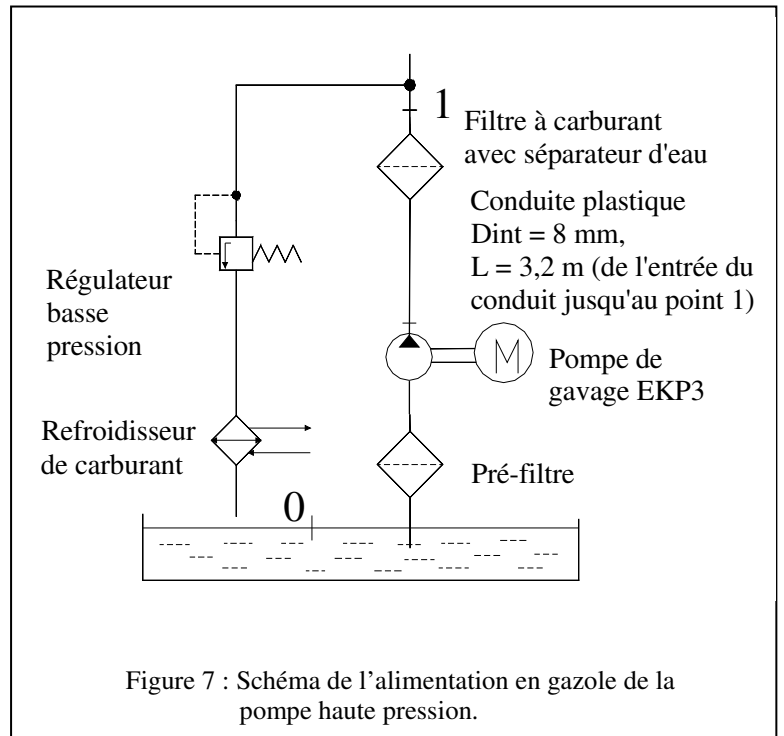 1
Filtre à carburant
avec séparateur d'eau
Conduite plastique
Dint = 8 mm,
L = 3,2 m (de l'entrée du
conduit jusqu'au point 1)
Régulateur
basse
pression
M
Pompe de
gavage EKP3
Refroidisseur
de carburant
Pré-filtre
0
Figure 7 : Schéma de l’alimentation en gazole de la
pompe haute pression.